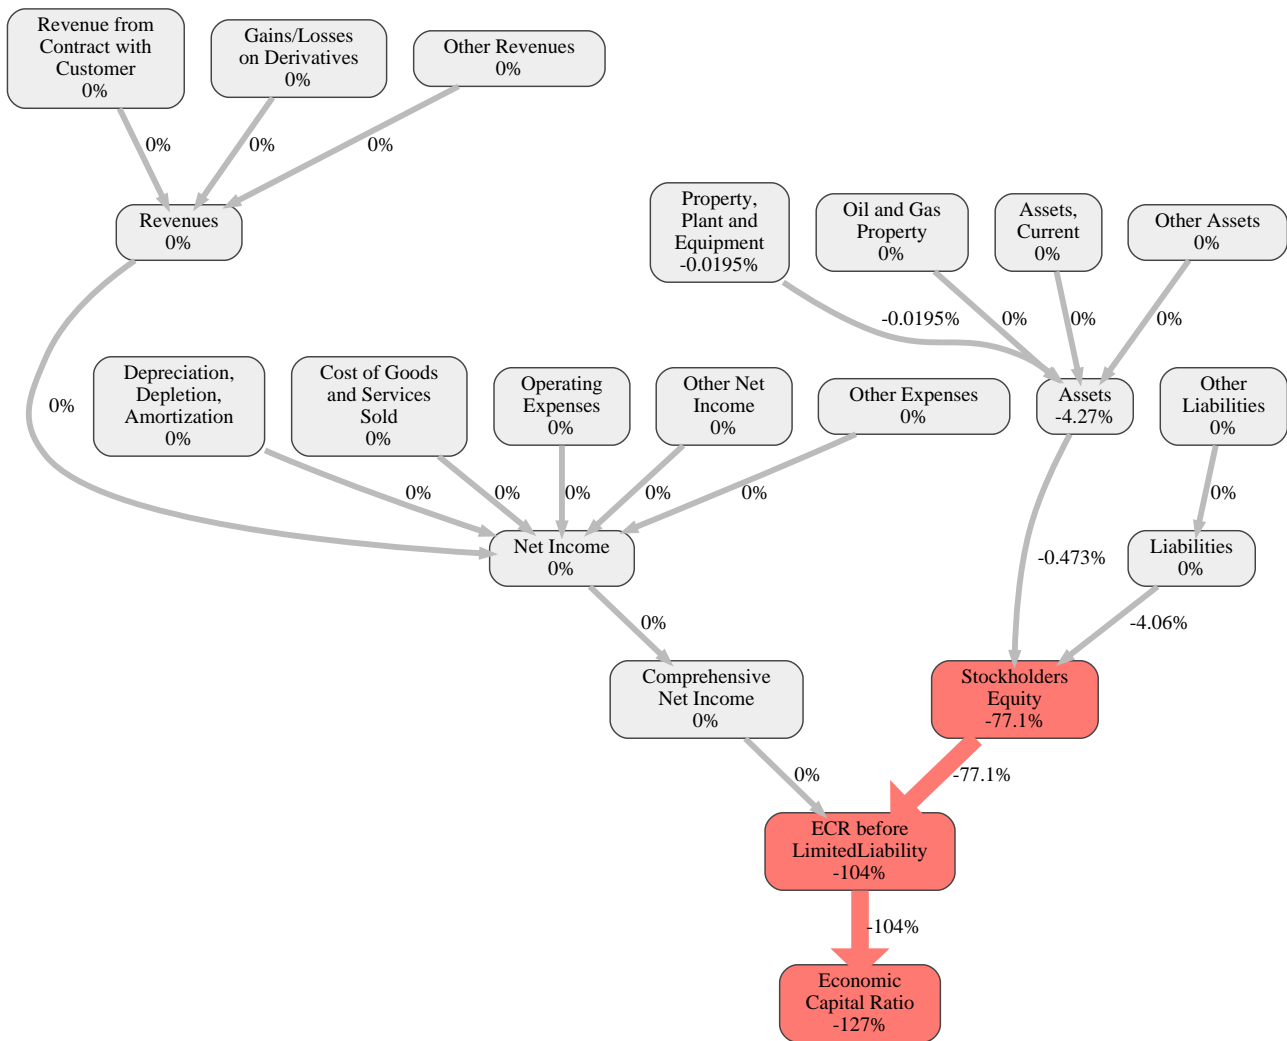 Revenue from
Contract with
Customer
0%
Gains/Losses
on Derivatives
0%
Other Revenues
0%
0%
0%
0%
Revenues
0%
Property,
Plant and
Equipment
-0.0195%
Oil and Gas
Property
0%
Assets,
Current
0%
Other Assets
0%
-0.0195%
0%
0%
0%
0%
Depreciation,
Depletion,
Amortization
0%
Cost of Goods
and Services
Sold
0%
Operating
Expenses
0%
Other Net
Income
0%
Other Expenses
0%
Assets
-4.27%
Other
Liabilities
0%
0%
0%
0%
0%
0%
0%
Net Income
0%
-0.473%
Liabilities
0%
0%
-4.06%
Comprehensive
Net Income
0%
Stockholders
Equity
-77.1%
0%
-77.1%
ECR before
LimitedLiability
-104%
-104%
Economic
Capital Ratio
-127%